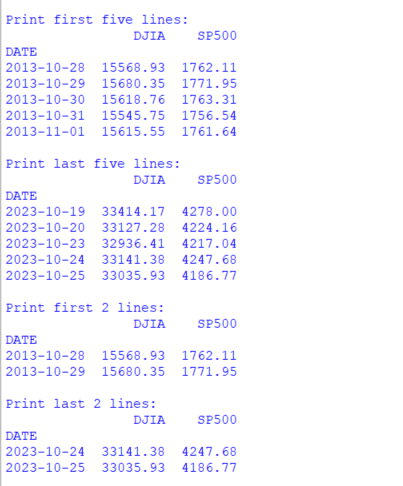 Print first five lines:
                DJIA    SP500
DATE
2013-10-28  15568.93  1762.11
2013-10-29  15680.35  1771.95
2013-10-30  15618.76  1763.31
2013-10-31  15545.75  1756.54
2013-11-01  15615.55  1761.64

Print last five lines:
                DJIA    SP500
DATE
2023-10-19  33414.17  4278.00
2023-10-20  33127.28  4224.16
2023-10-23  32936.41  4217.04
2023-10-24  33141.38  4247.68
2023-10-25  33035.93  4186.77

Print first 2 lines:
                DJIA    SP500
DATE
2013-10-28  15568.93  1762.11
2013-10-29  15680.35  1771.95

Print last 2 lines:
                DJIA    SP500
DATE
2023-10-24  33141.38  4247.68
2023-10-25  33035.93  4186.77